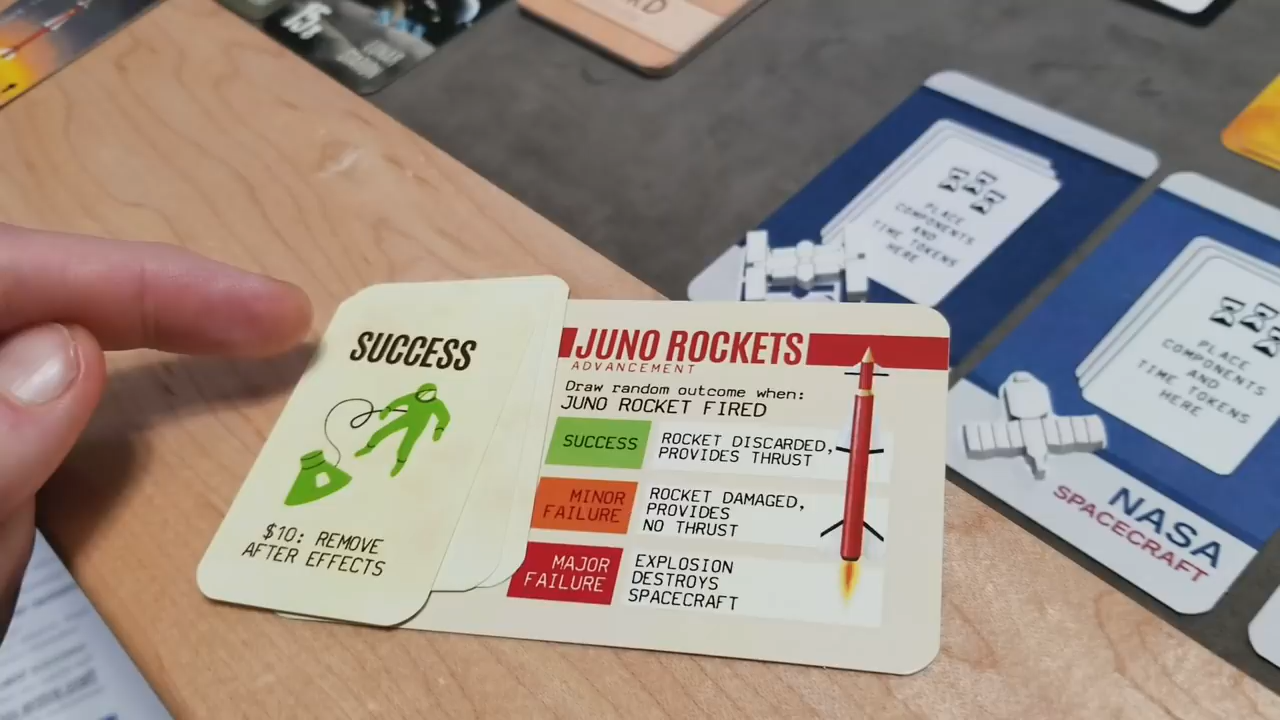 SUCCESS
$10: REMOVE
AFTER EFFECTS
JUNO ROCKETS
ADVANCEMENT
Draw random outcome when:
JUNO ROCKET FIRED
SUCCESS
ROCKET DISCARDED,
PROVIDES THRUST
MINOR
FAILURE
ROCKET DAMAGED,
PROVIDES
NO THRUST
MAJOR
FAILURE
EXPLOSION
DESTROYS
SPACECRAFT
PLACE
COMPONENTS
AND
TIME TOKENS
HERE
PLACE
COMPONENTS
AND
TIME TOKENS
HERE
NASA
SPACECRAFT